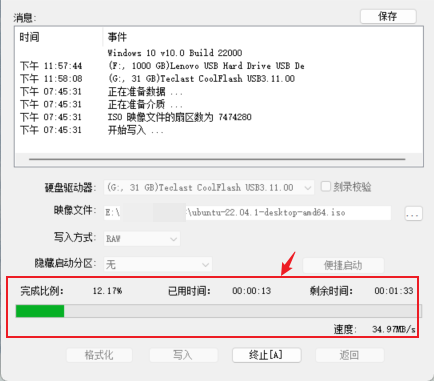 消息:
保存
时间 事件
Windows 10 v10.0 Build 22000
下午 11:57:44 (F:, 1000 GB)Lenovo USB Hard Drive USB De
下午 11:58:08 (G:, 31 GB)Teclast CoolFlash USB3.11.00
下午 07:45:31 正在准备数据 ...
下午 07:45:31 正在准备介质 ...
下午 07:45:31 ISO 映像文件的扇区数为 7474280
下午 07:45:31 开始写入 ...
硬盘驱动器: (G:, 31 GB)Teclast CoolFlash USB3.11.00 刻录校验
映像文件: E:\ \ubuntu-22.04.1-desktop-amd64.iso ...
写入方式: RAW
隐藏启动分区: 无 便捷启动
完成比例: 12.17% 已用时间: 00:00:13 剩余时间: 00:01:33
速度: 34.97MB/s
格式化 写入 终止[A] 返回